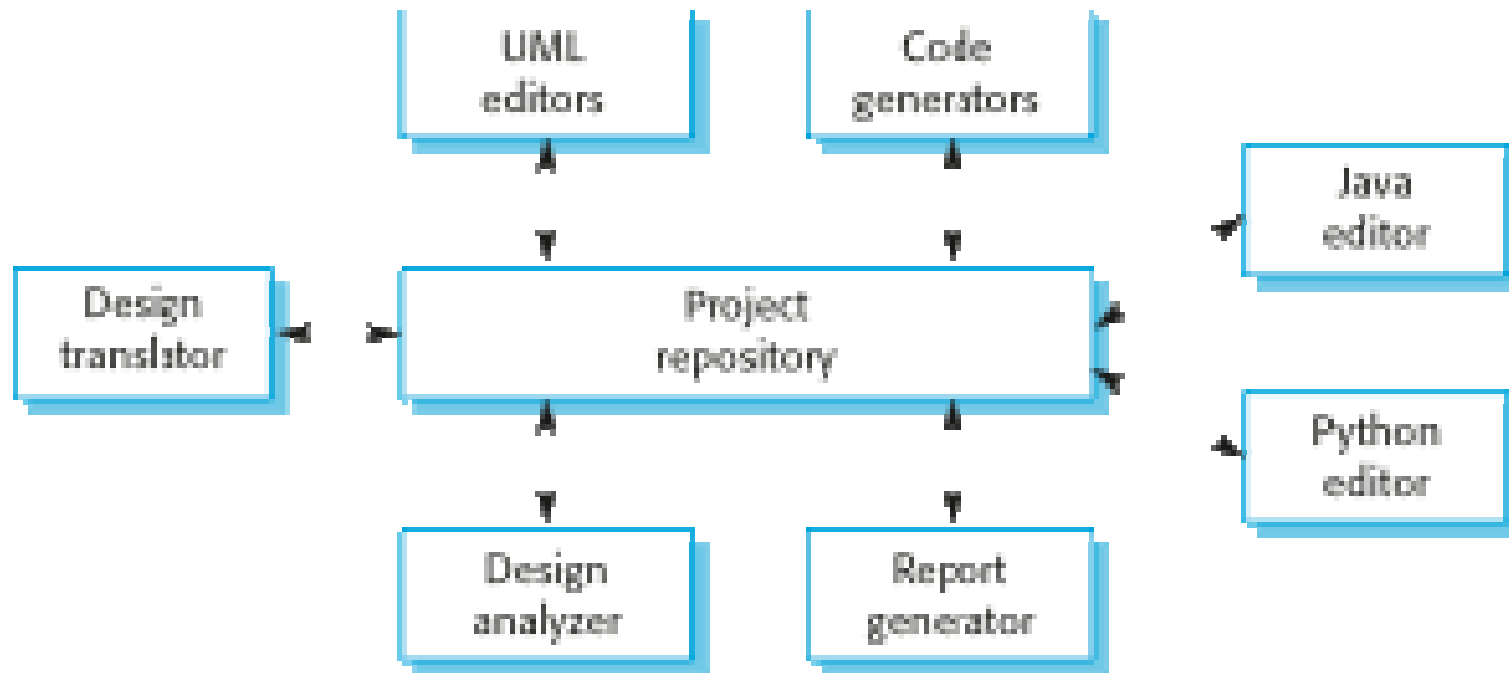 UML
editors
Code
generators
Java
editor
Design
translator
Project
repository
Python
editor
Design
analyzer
Report
generator